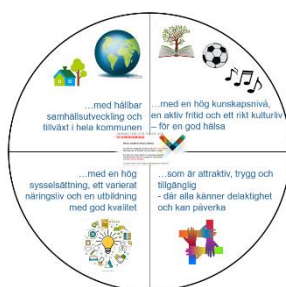 ...med hållbar
samhällsutveckling och
tillväxt i hela kommunen
...med en hög kunskapsnivå,
en aktiv fritid och ett rikt kulturliv
– för en god hälsa
...med en hög
sysselsättning, ett varierat
näringsliv och en utbildning
med god kvalitet
...som är attraktiv, trygg och
tillgänglig
- där alla känner delaktighet
och kan påverka